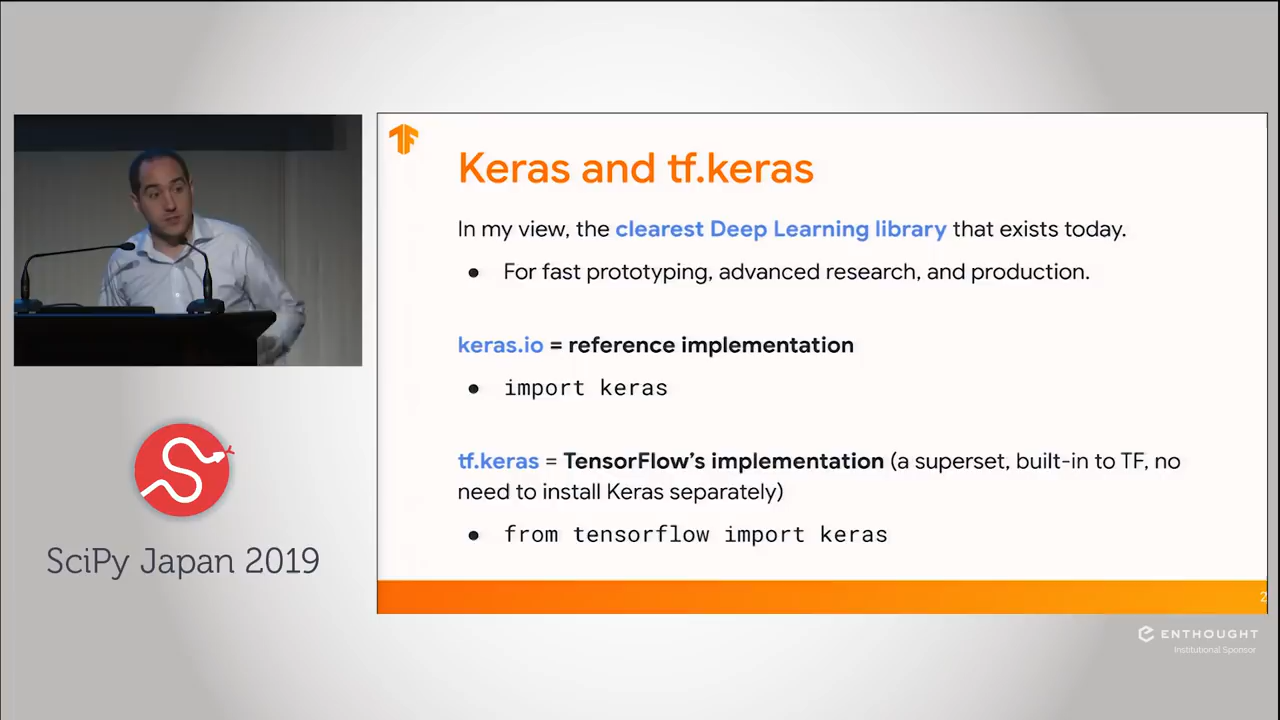 Keras and tf.keras
In my view, the clearest Deep Learning library that exists today.
● For fast prototyping, advanced research, and production.
keras.io = reference implementation
● import keras
tf.keras = TensorFlow's implementation (a superset, built-in to TF, no
need to install Keras separately)
● from tensorflow import keras
2
SciPy Japan 2019
ENTHOUGHT
Institutional Sponsor